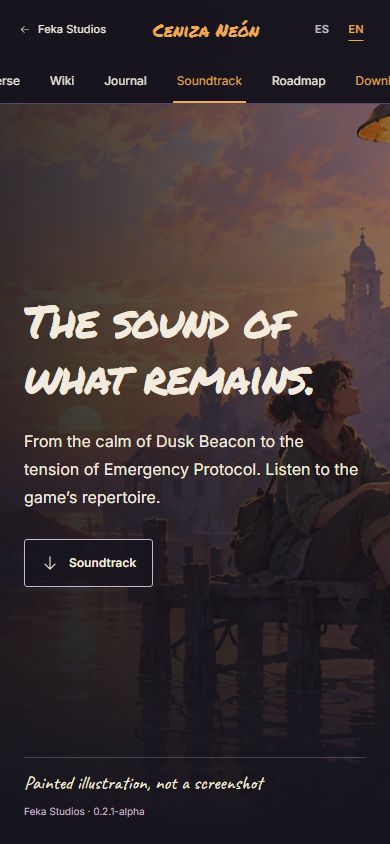 ← Feka Studios
Ceniza Neón
ES EN
erse Wiki Journal Soundtrack Roadmap Downl
The sound of
what remains.
From the calm of Dusk Beacon to the
tension of Emergency Protocol. Listen to the
game's repertoire.
↓ Soundtrack
Painted illustration, not a screenshot
Feka Studios · 0.2.1-alpha